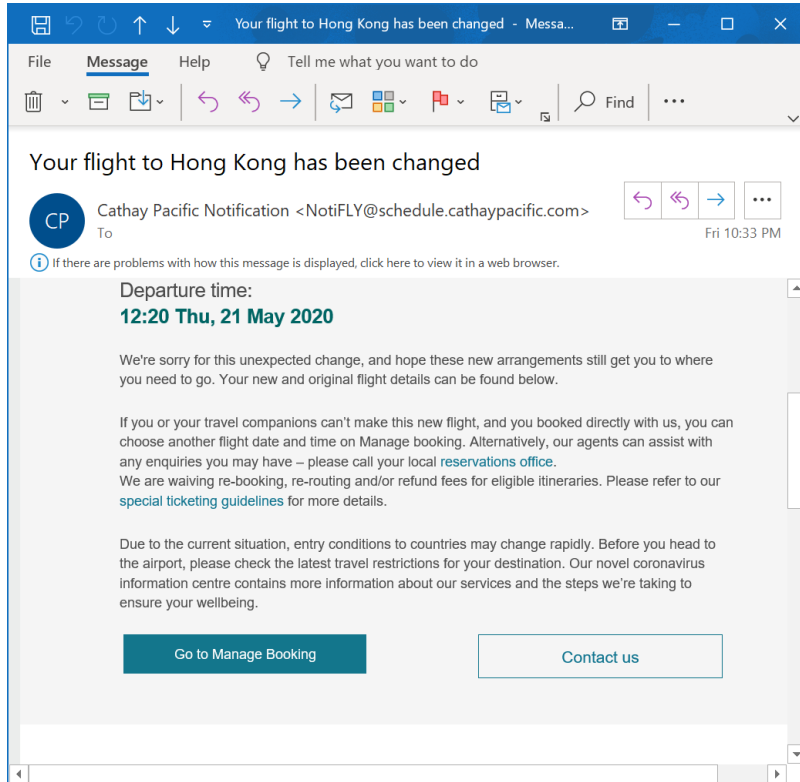 Your flight to Hong Kong has been changed - Messa...
File Message Help Tell me what you want to do
Find
Your flight to Hong Kong has been changed
CP
Cathay Pacific Notification <NotiFLY@schedule.cathaypacific.com>
To
Fri 10:33 PM
If there are problems with how this message is displayed, click here to view it in a web browser.
Departure time:
12:20 Thu, 21 May 2020
We're sorry for this unexpected change, and hope these new arrangements still get you to where
you need to go. Your new and original flight details can be found below.
If you or your travel companions can't make this new flight, and you booked directly with us, you can
choose another flight date and time on Manage booking. Alternatively, our agents can assist with
any enquiries you may have – please call your local reservations office.
We are waiving re-booking, re-routing and/or refund fees for eligible itineraries. Please refer to our
special ticketing guidelines for more details.
Due to the current situation, entry conditions to countries may change rapidly. Before you head to
the airport, please check the latest travel restrictions for your destination. Our novel coronavirus
information centre contains more information about our services and the steps we're taking to
ensure your wellbeing.
Go to Manage Booking
Contact us